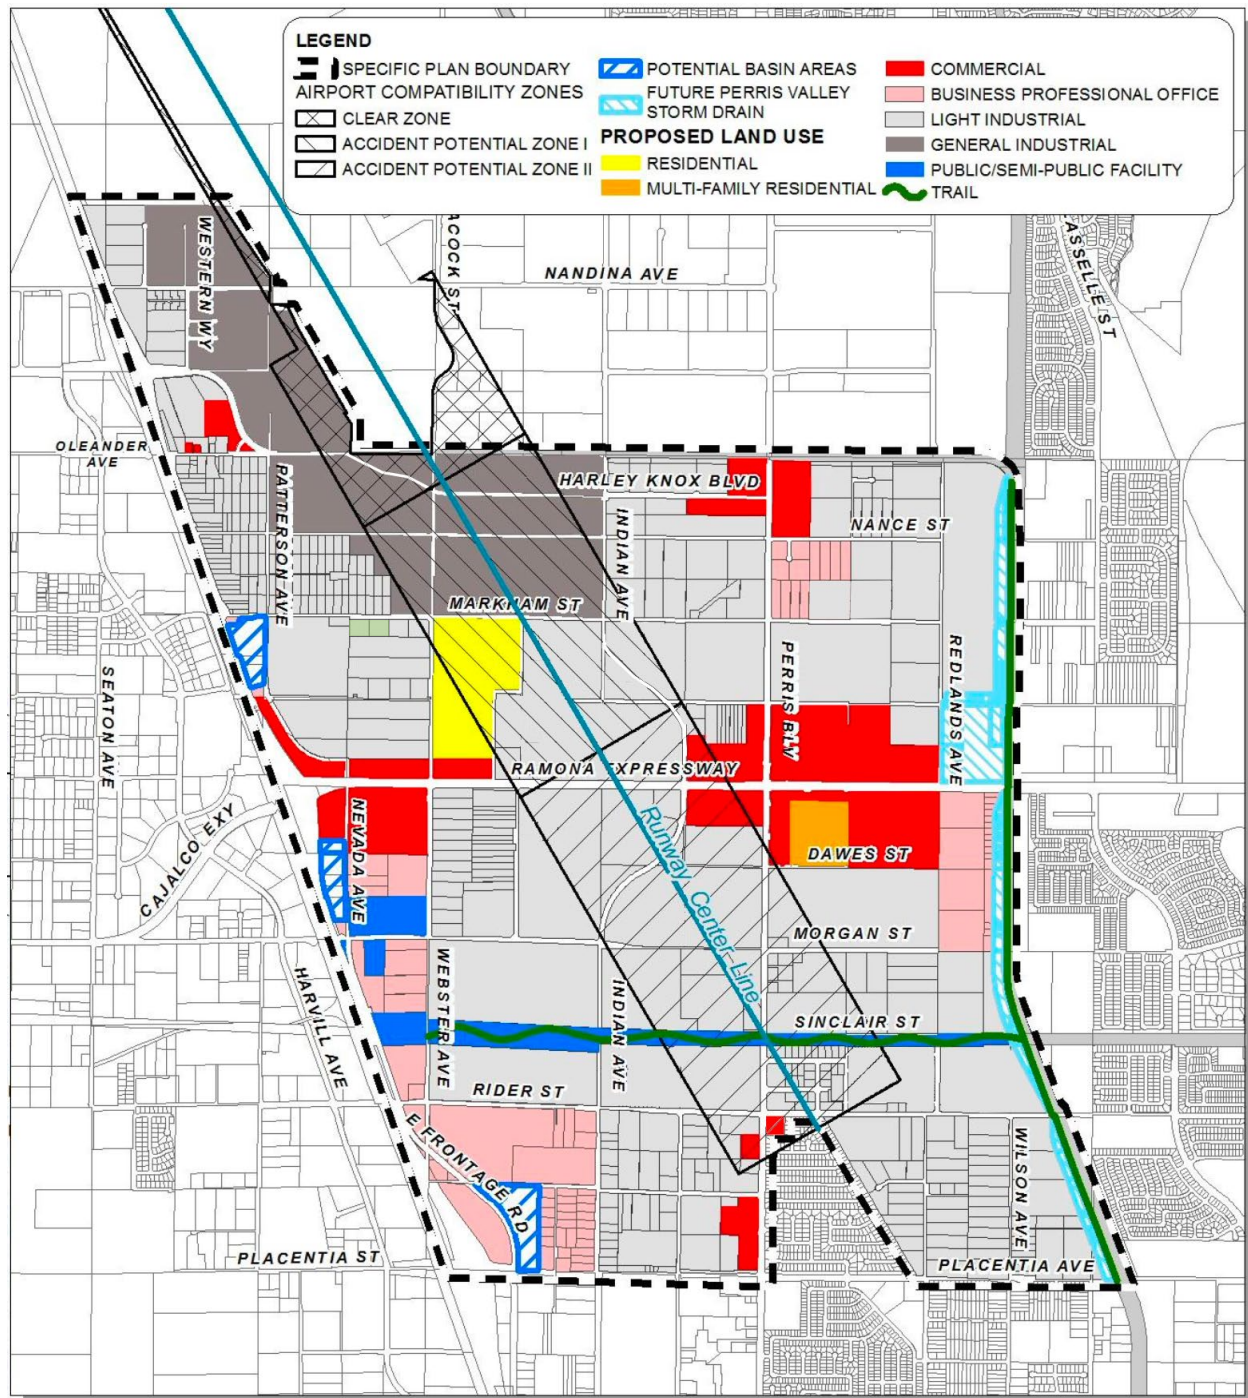 LEGEND
SPECIFIC PLAN BOUNDARY
AIRPORT COMPATIBILITY ZONES
CLEAR ZONE
ACCIDENT POTENTIAL ZONE I
ACCIDENT POTENTIAL ZONE II
POTENTIAL BASIN AREAS
FUTURE PERRIS VALLEY
STORM DRAIN
PROPOSED LAND USE
RESIDENTIAL
MULTI-FAMILY RESIDENTIAL
COMMERCIAL
BUSINESS PROFESSIONAL OFFICE
LIGHT INDUSTRIAL
GENERAL INDUSTRIAL
PUBLIC/SEMI-PUBLIC FACILITY
TRAIL
WESTERN WY
ACOCK ST
NANDINA AVE
ASSELLE ST
OLEANDER
AVE
PATTERSON AVE
HARLEY KNOX BLVD
INDIAN AVE
NANCE ST
MARKHAM ST
SEATON AVE
PERRIS BLV
REDLANDS AVE
RAMONA EXPRESSWAY
CAJALCO EXY
NEVADA AVE
Runway Center Line
DAWES ST
MORGAN ST
HARVILL AVE
WEBSTER AVE
INDIAN AVE
SINCLAIR ST
RIDER ST
E FRONTAGE RD
WILSON AVE
PLACENTIA ST
PLACENTIA AVE